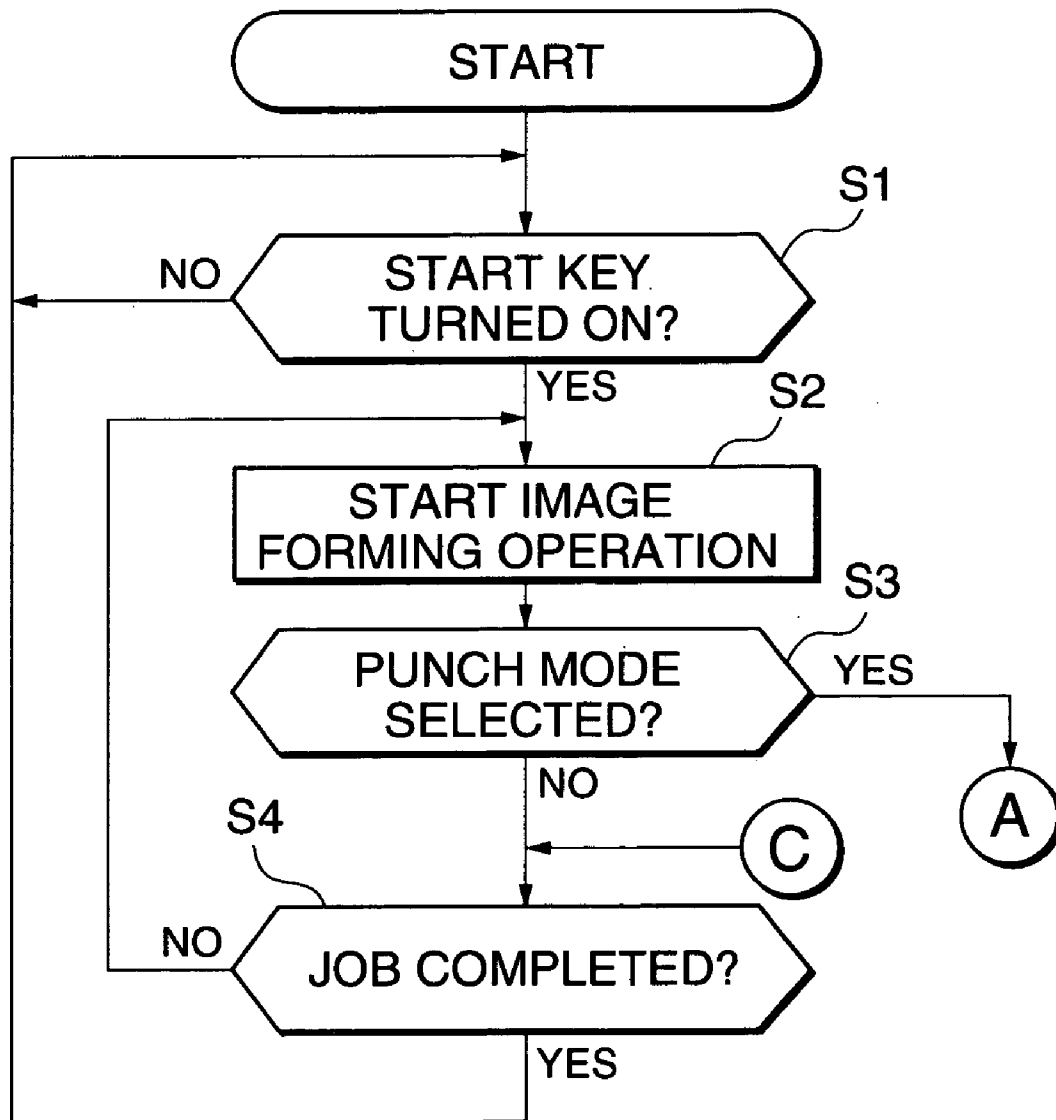 START
S1
NO
START KEY
TURNED ON?
YES
S2
START IMAGE
FORMING OPERATION
S3
PUNCH MODE
SELECTED?
YES
NO
A
C
S4
NO
JOB COMPLETED?
YES